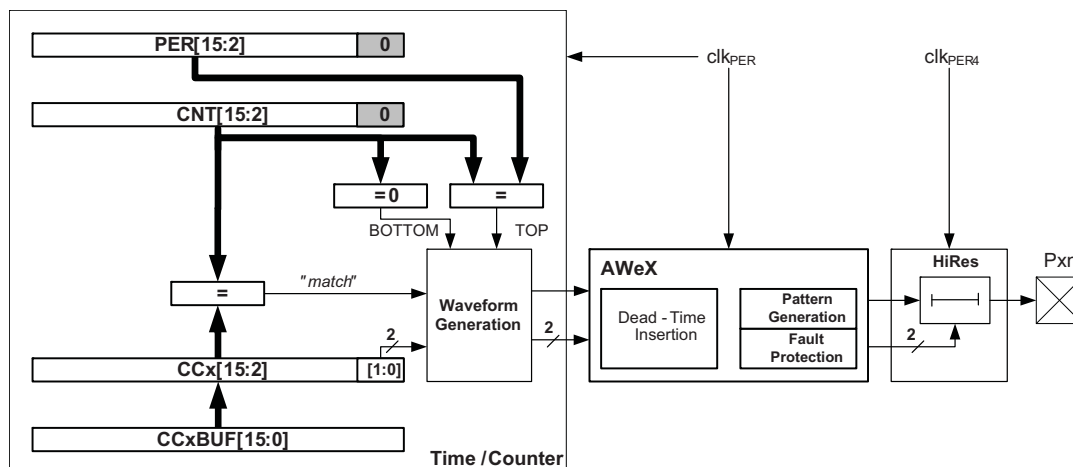 PER[15:2] 0
clkPER
clkPER4
CNT[15:2] 0
= 0
=
BOTTOM
TOP
=
"match"
Waveform
Generation
2
2
CCx[15:2] [1:0]
CCxBUF[15:0]
Time / Counter
AWeX
Dead - Time
Insertion
Pattern
Generation
Fault
Protection
2
HiRes
Pxn